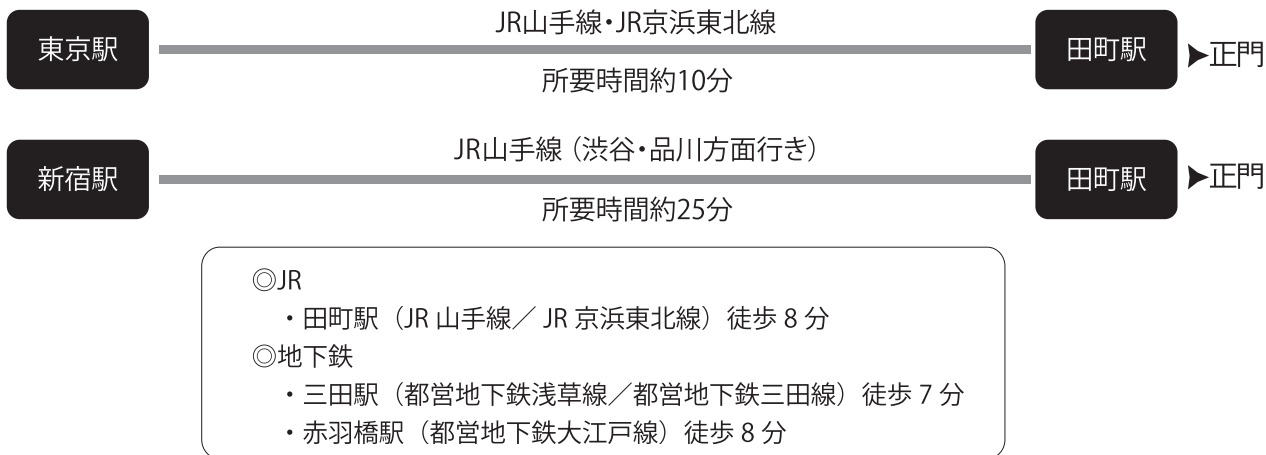 JR山手線・JR京浜東北線
東京駅 田町駅 ➤正門
所要時間約10分
JR山手線（渋谷・品川方面行き）
新宿駅 田町駅 ➤正門
所要時間約25分
◎JR
・田町駅（JR 山手線／ JR 京浜東北線）徒歩 8 分
◎地下鉄
・三田駅（都営地下鉄浅草線／都営地下鉄三田線）徒歩 7 分
・赤羽橋駅（都営地下鉄大江戸線）徒歩 8 分